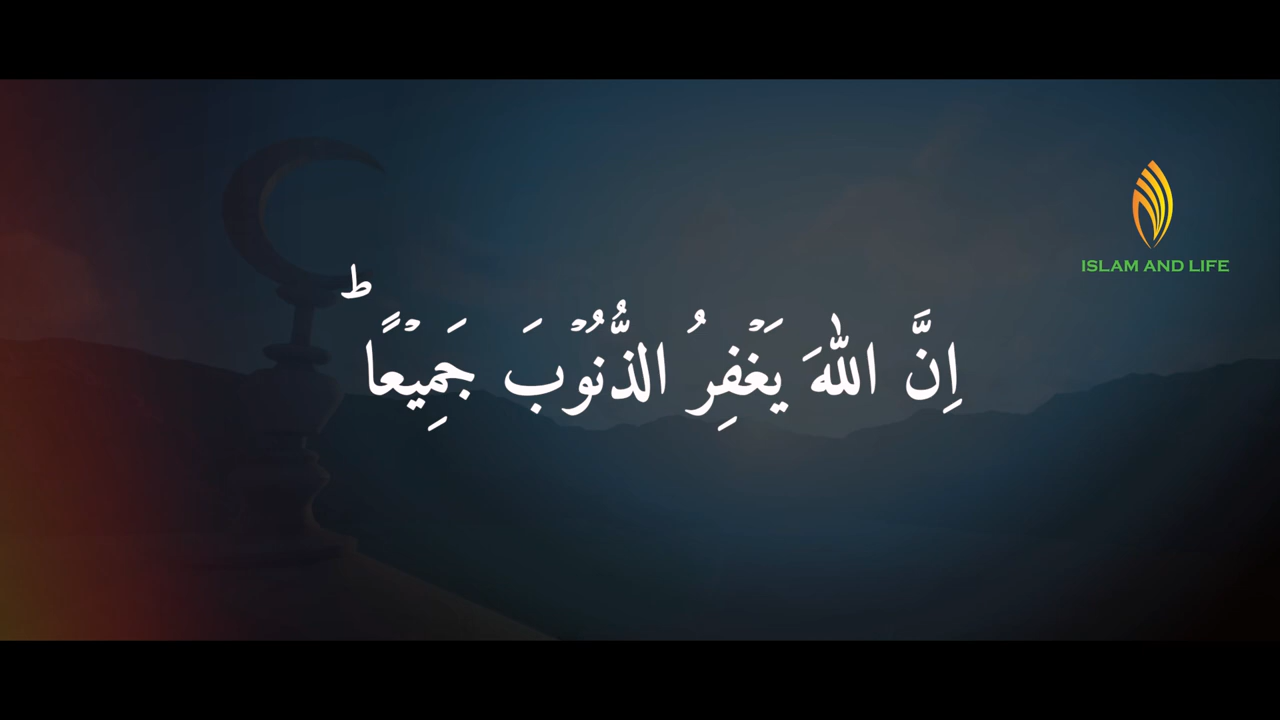 اِنَّ اللّٰهَ يَغۡفِرُ الذُّنُوۡبَ جَمِيۡعًا ؕ
ISLAM AND LIFE